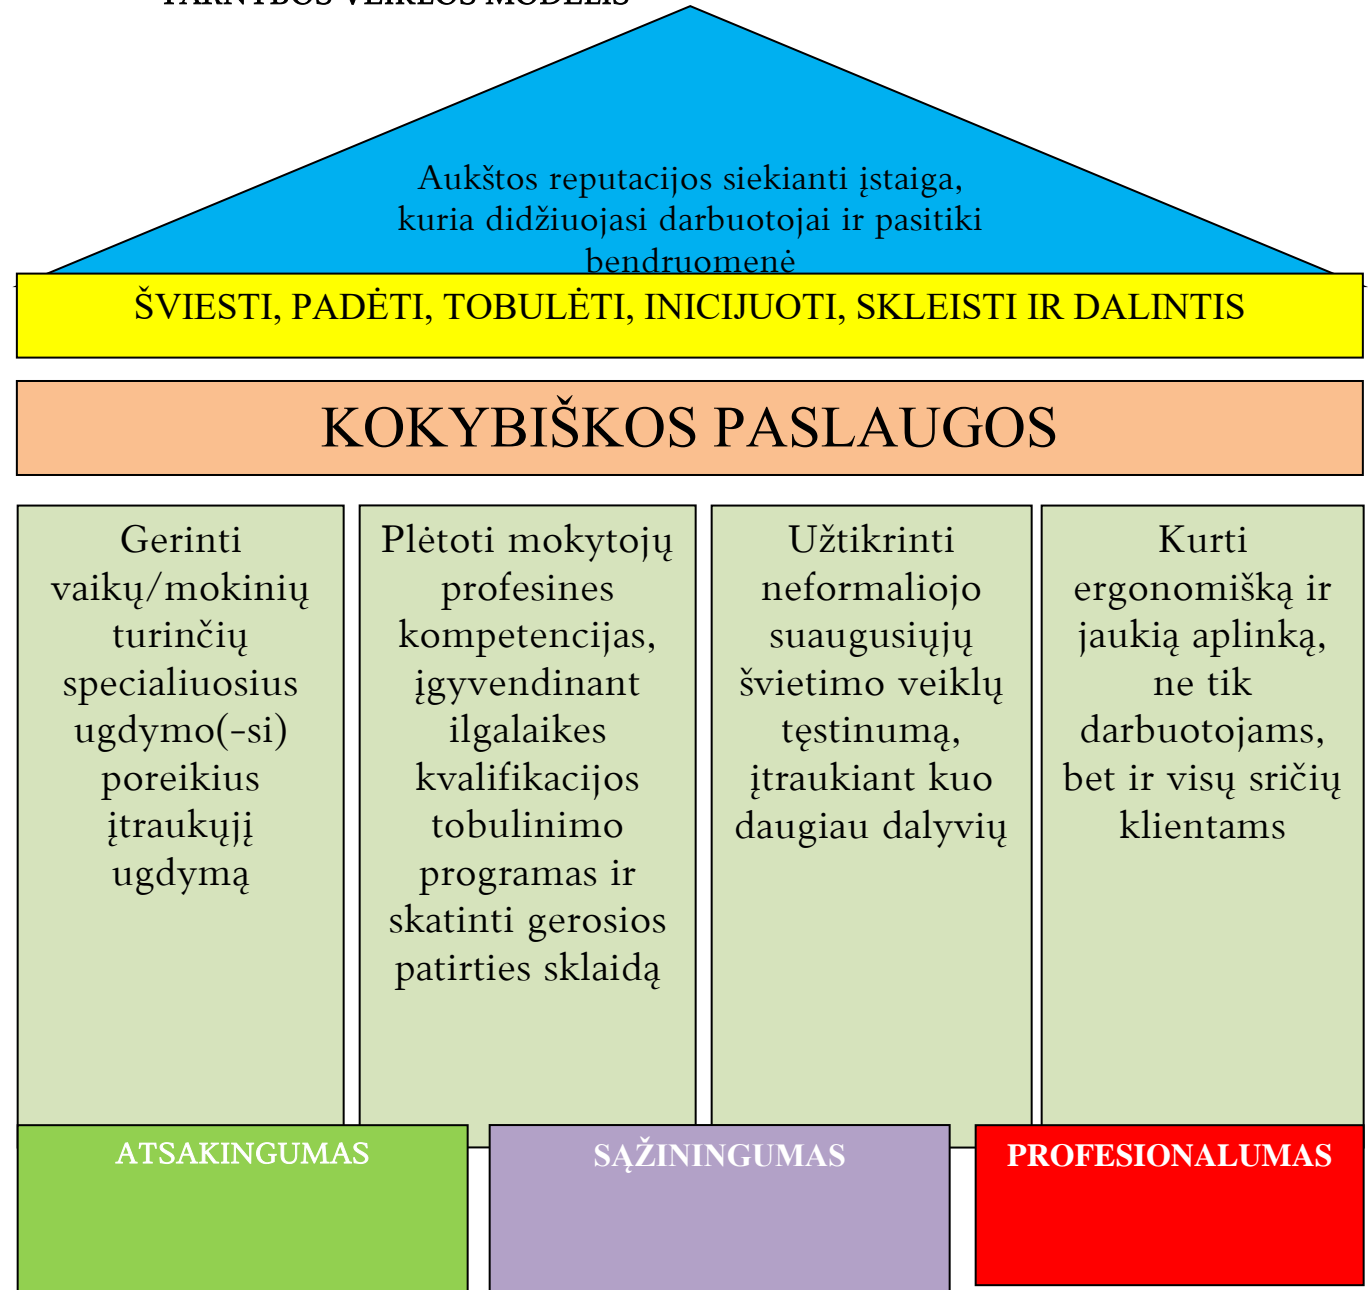 TARNYBOS VEIKLOS MODELIS
Aukštos reputacijos siekianti įstaiga,
kuria didžiuojasi darbuotojai ir pasitiki
bendruomenė
ŠVIESTI, PADĖTI, TOBULĖTI, INICIJUOTI, SKLEISTI IR DALINTIS
KOKYBIŠKOS PASLAUGOS
Gerinti
vaikų/mokinių
turinčių
specialiuosius
ugdymo(-si)
poreikius
įtraukųjį
ugdymą
Plėtoti mokytojų
profesines
kompetencijas,
įgyvendinant
ilgalaikes
kvalifikacijos
tobulinimo
programas ir
skatinti gerosios
patirties sklaidą
Užtikrinti
neformaliojo
suaugusiųjų
švietimo veiklų
tęstinumą,
įtraukiant kuo
daugiau dalyvių
Kurti
ergonomišką ir
jaukią aplinką,
ne tik
darbuotojams,
bet ir visų sričių
klientams
ATSAKINGUMAS
SĄŽININGUMAS
PROFESIONALUMAS